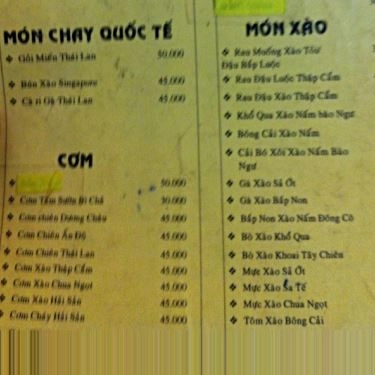 MÓN CHAY QUỐC TẾ
Gỏi Miến Thái Lan 50.000
Bún Xào Singapore 45.000
Cà ri Gà Thái Lan 45.000
CƠM
50.000
Cơm Tấm Sườn Bì Chả 50.000
Cơm chiên Dương Châu 45.000
Cơm Chiên Ấn Độ 45.000
Cơm Chiên Thái Lan 45.000
Cơm Xào Thập Cẩm 45.000
Cơm Xào Chua Ngọt 45.000
Cơm Xào Hải Sản 45.000
Cơm Cháy Hải Sản 45.000
MÓN XÀO
Rau Muống Xào Tỏi/
Đậu Bắp Luộc
Rau Đậu Luộc Thập Cẩm
Rau Đậu Xào Thập Cẩm
Khổ Qua Xào Nấm bào Ngư
Bông Cải Xào Nấm
Cải Bó Xôi Xào Nấm Bào
Ngư
Gà Xào Sả Ớt
Gà Xào Bắp Non
Bắp Non Xào Nấm Đông Cô
Bò Xào Khổ Qua
Bò Xào Khoai Tây Chiên
Mực Xào Sả Ớt
Mực Xào Sa Tế
Mực Xào Chua Ngọt
Tôm Xào Bông Cải